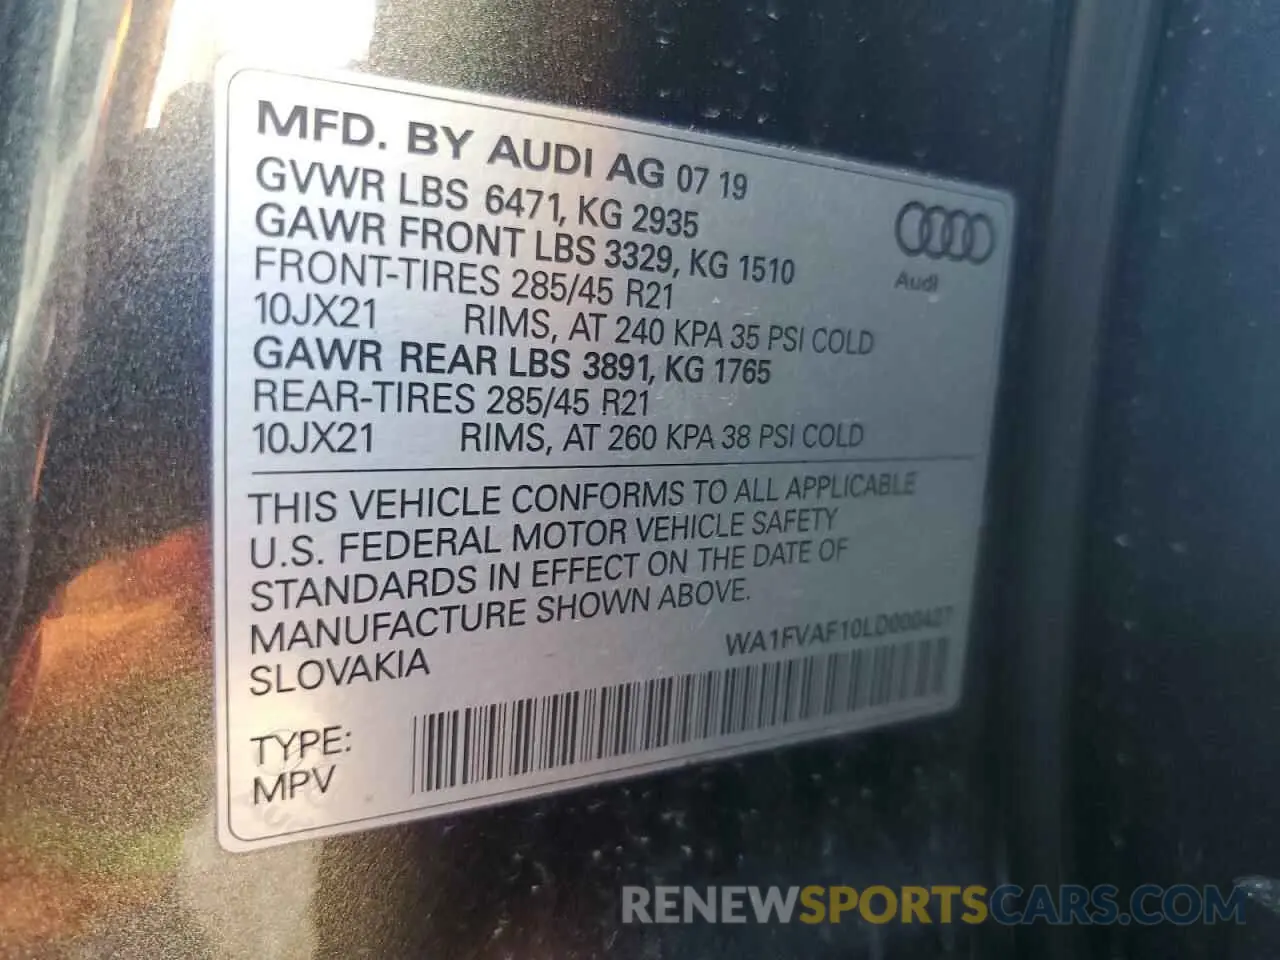 MFD. BY AUDI AG 07 19
GVWR LBS 6471, KG 2935
GAWR FRONT LBS 3329, KG 1510
FRONT-TIRES 285/45 R21
10JX21 RIMS, AT 240 KPA 35 PSI COLD
GAWR REAR LBS 3891, KG 1765
REAR-TIRES 285/45 R21
10JX21 RIMS, AT 260 KPA 38 PSI COLD
Audi
THIS VEHICLE CONFORMS TO ALL APPLICABLE
U.S. FEDERAL MOTOR VEHICLE SAFETY
STANDARDS IN EFFECT ON THE DATE OF
MANUFACTURE SHOWN ABOVE.
SLOVAKIA
WA1FVAF10LD000427
TYPE:
MPV
RENEWSPORTSCARS.COM